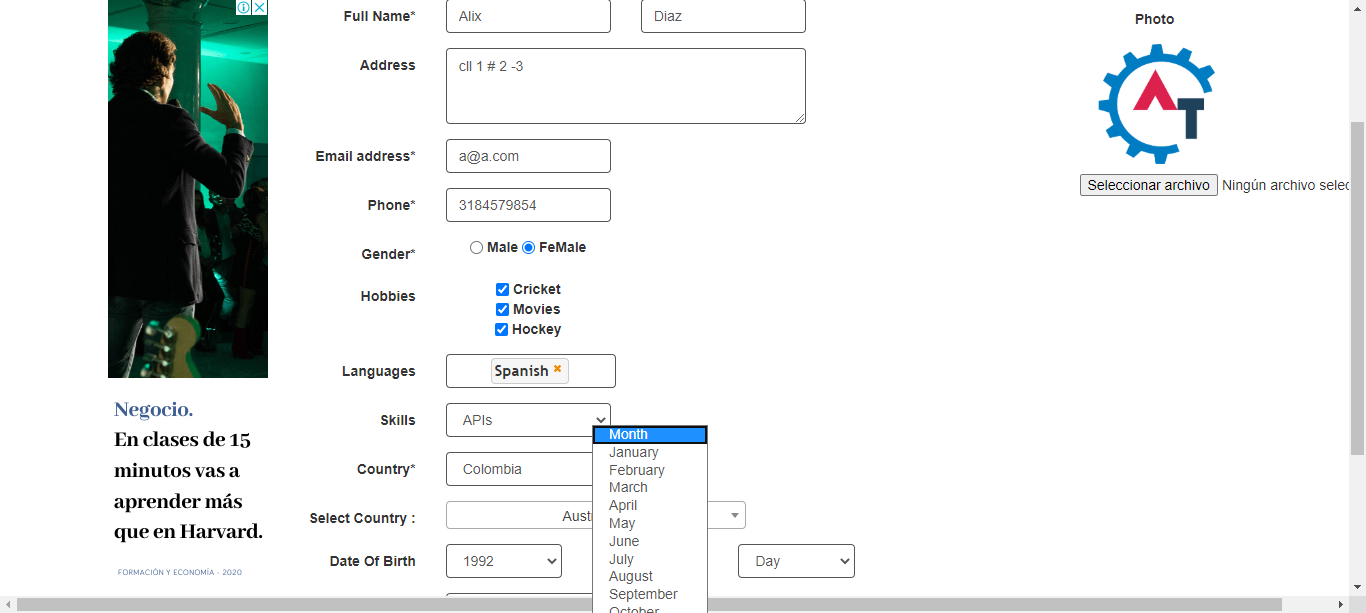 Full Name* Alix Diaz
Photo
Address cll 1 # 2 -3
AT
Email address* a@a.com
Seleccionar archivo Ningún archivo selec
Phone* 3184579854
Gender* Male FeMale
Hobbies
Cricket
Movies
Hockey
Languages Spanish
Skills APIs
Country* Colombia
Select Country : Aust
Date Of Birth 1992 Day
Month
January
February
March
April
May
June
July
August
September
October
Negocio.
En clases de 15
minutos vas a
aprender más
que en Harvard.
FORMACIÓN Y ECONOMÍA - 2020